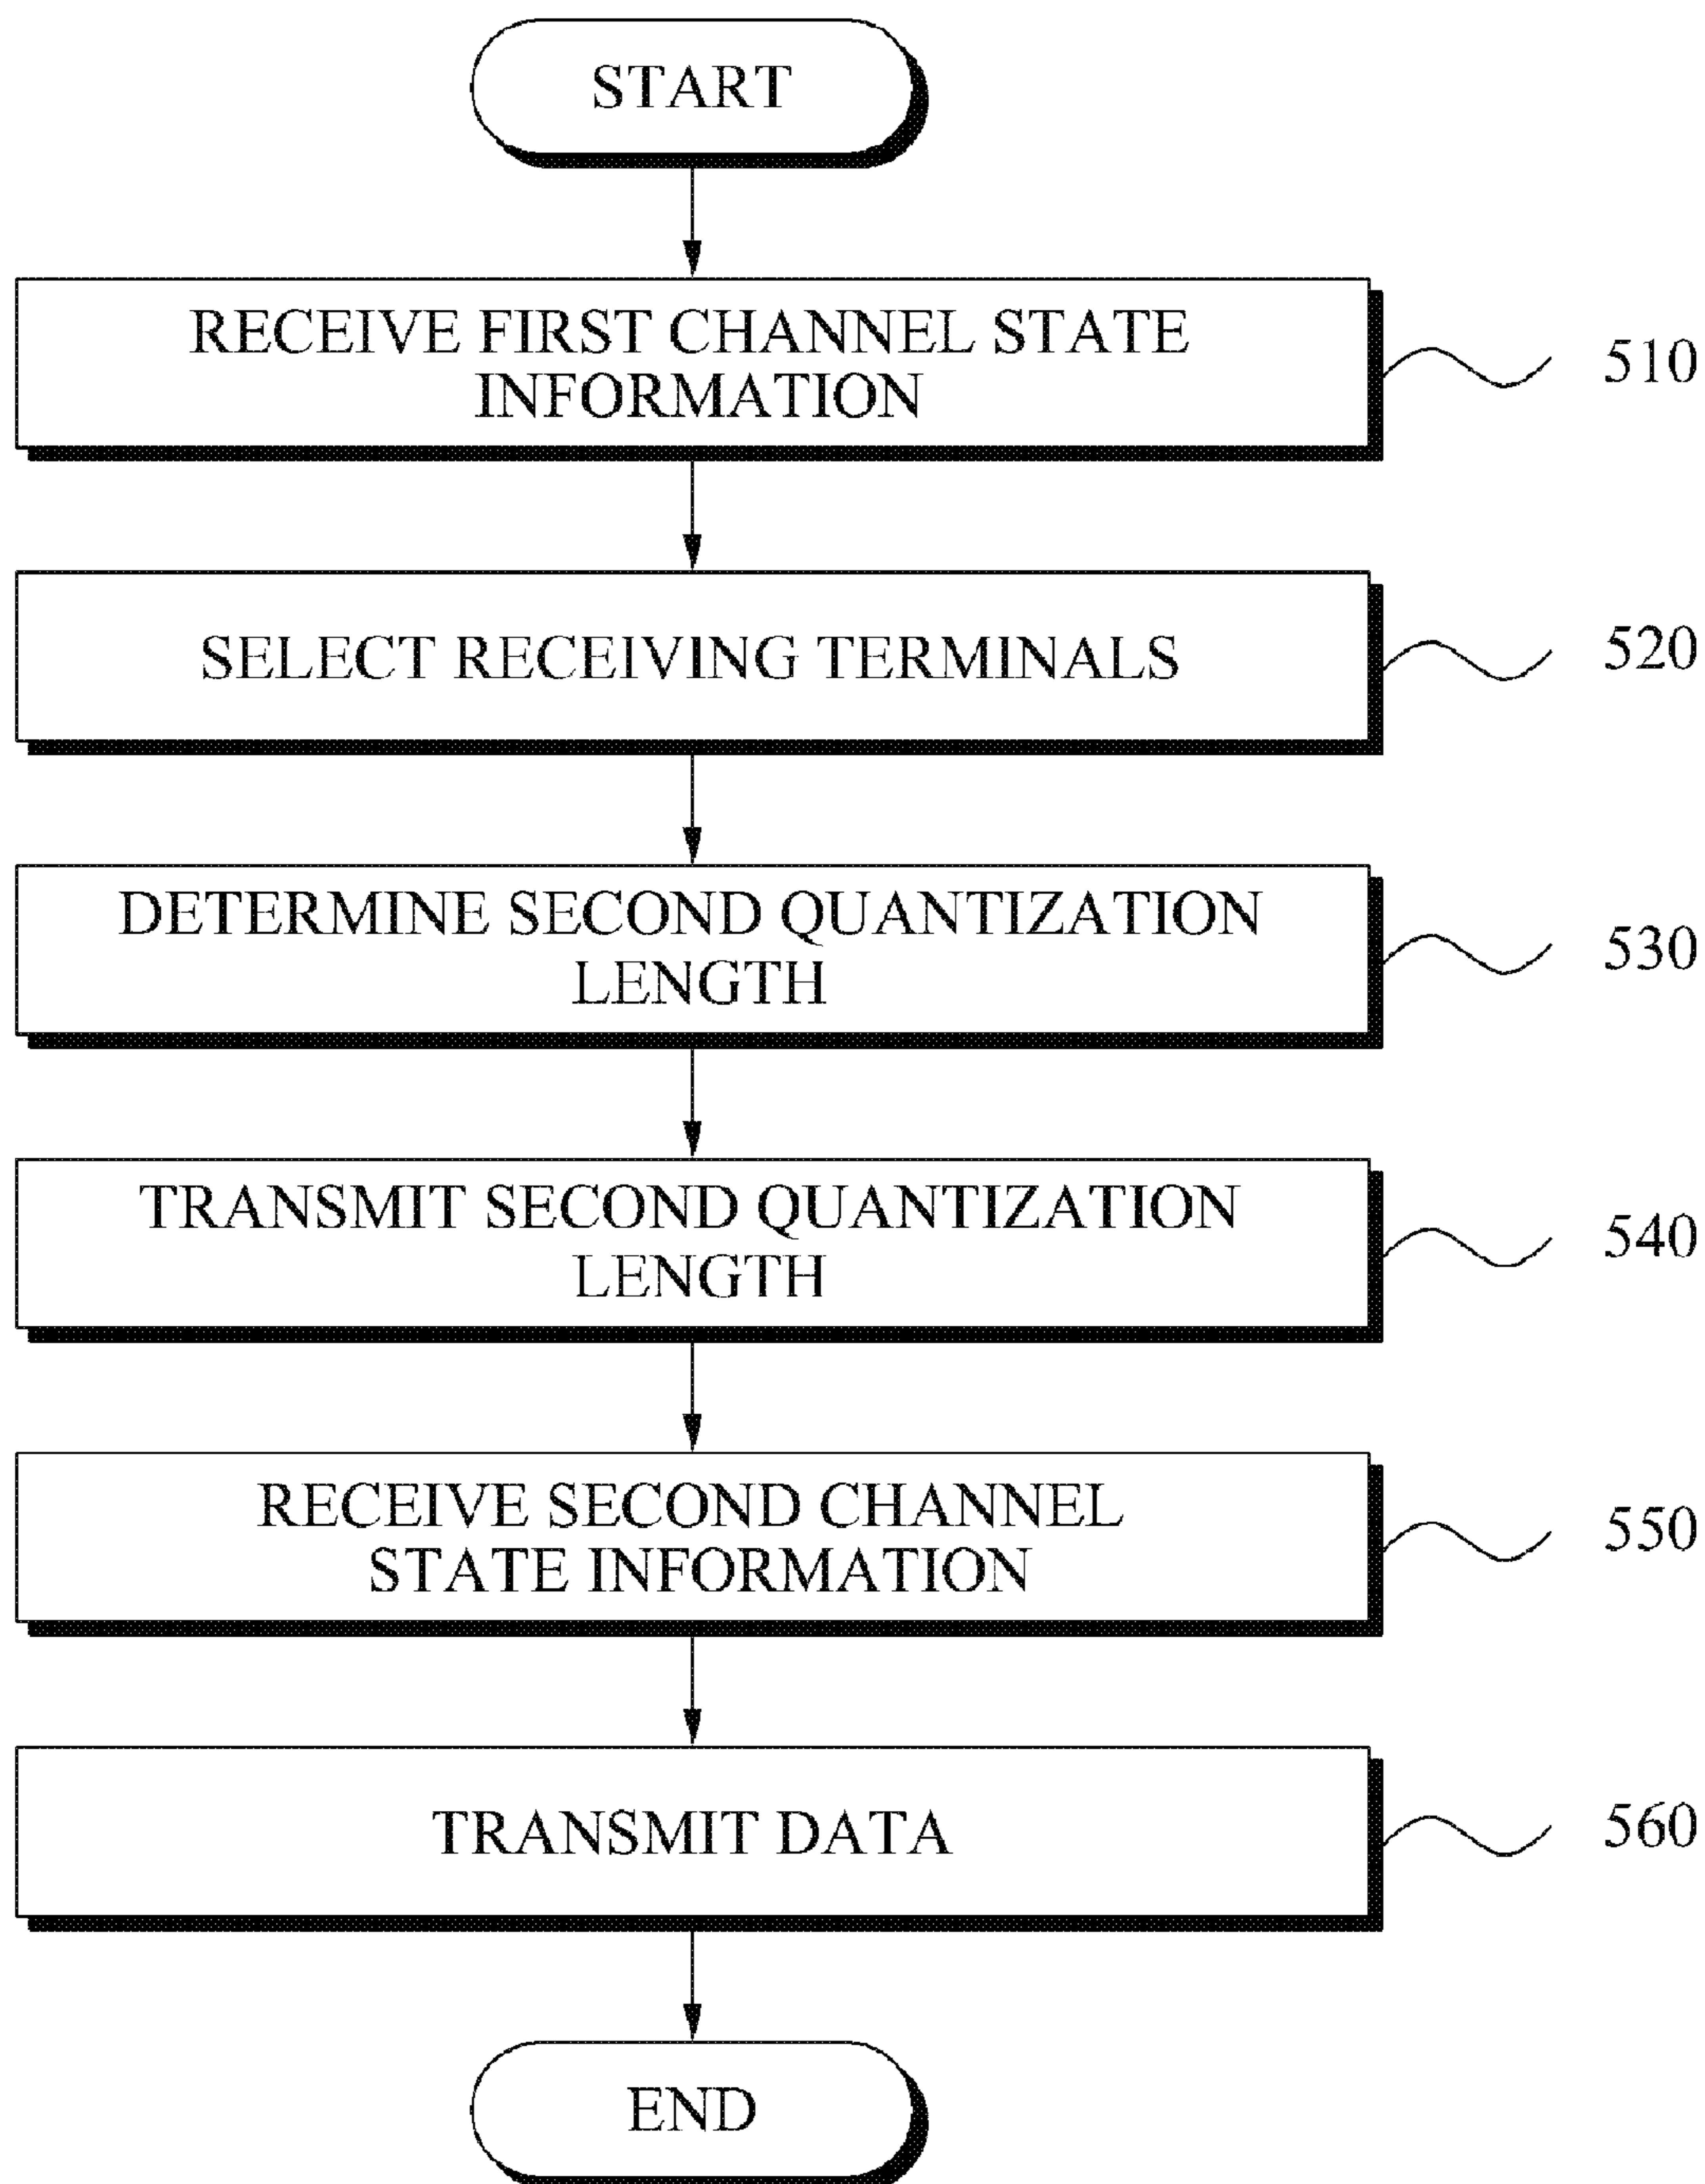 START
RECEIVE FIRST CHANNEL STATE
INFORMATION
510
SELECT RECEIVING TERMINALS
520
DETERMINE SECOND QUANTIZATION
LENGTH
530
TRANSMIT SECOND QUANTIZATION
LENGTH
540
RECEIVE SECOND CHANNEL
STATE INFORMATION
550
TRANSMIT DATA
560
END